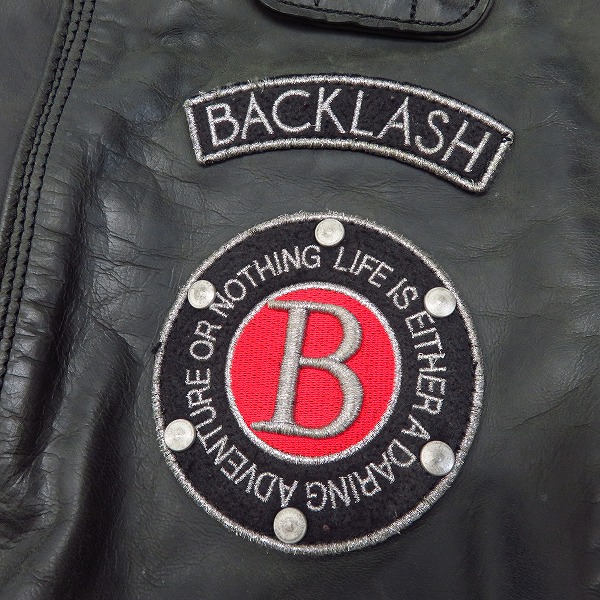 BACKLASH
LIFE IS EITHER A DARING ADVENTURE OR NOTHING
B